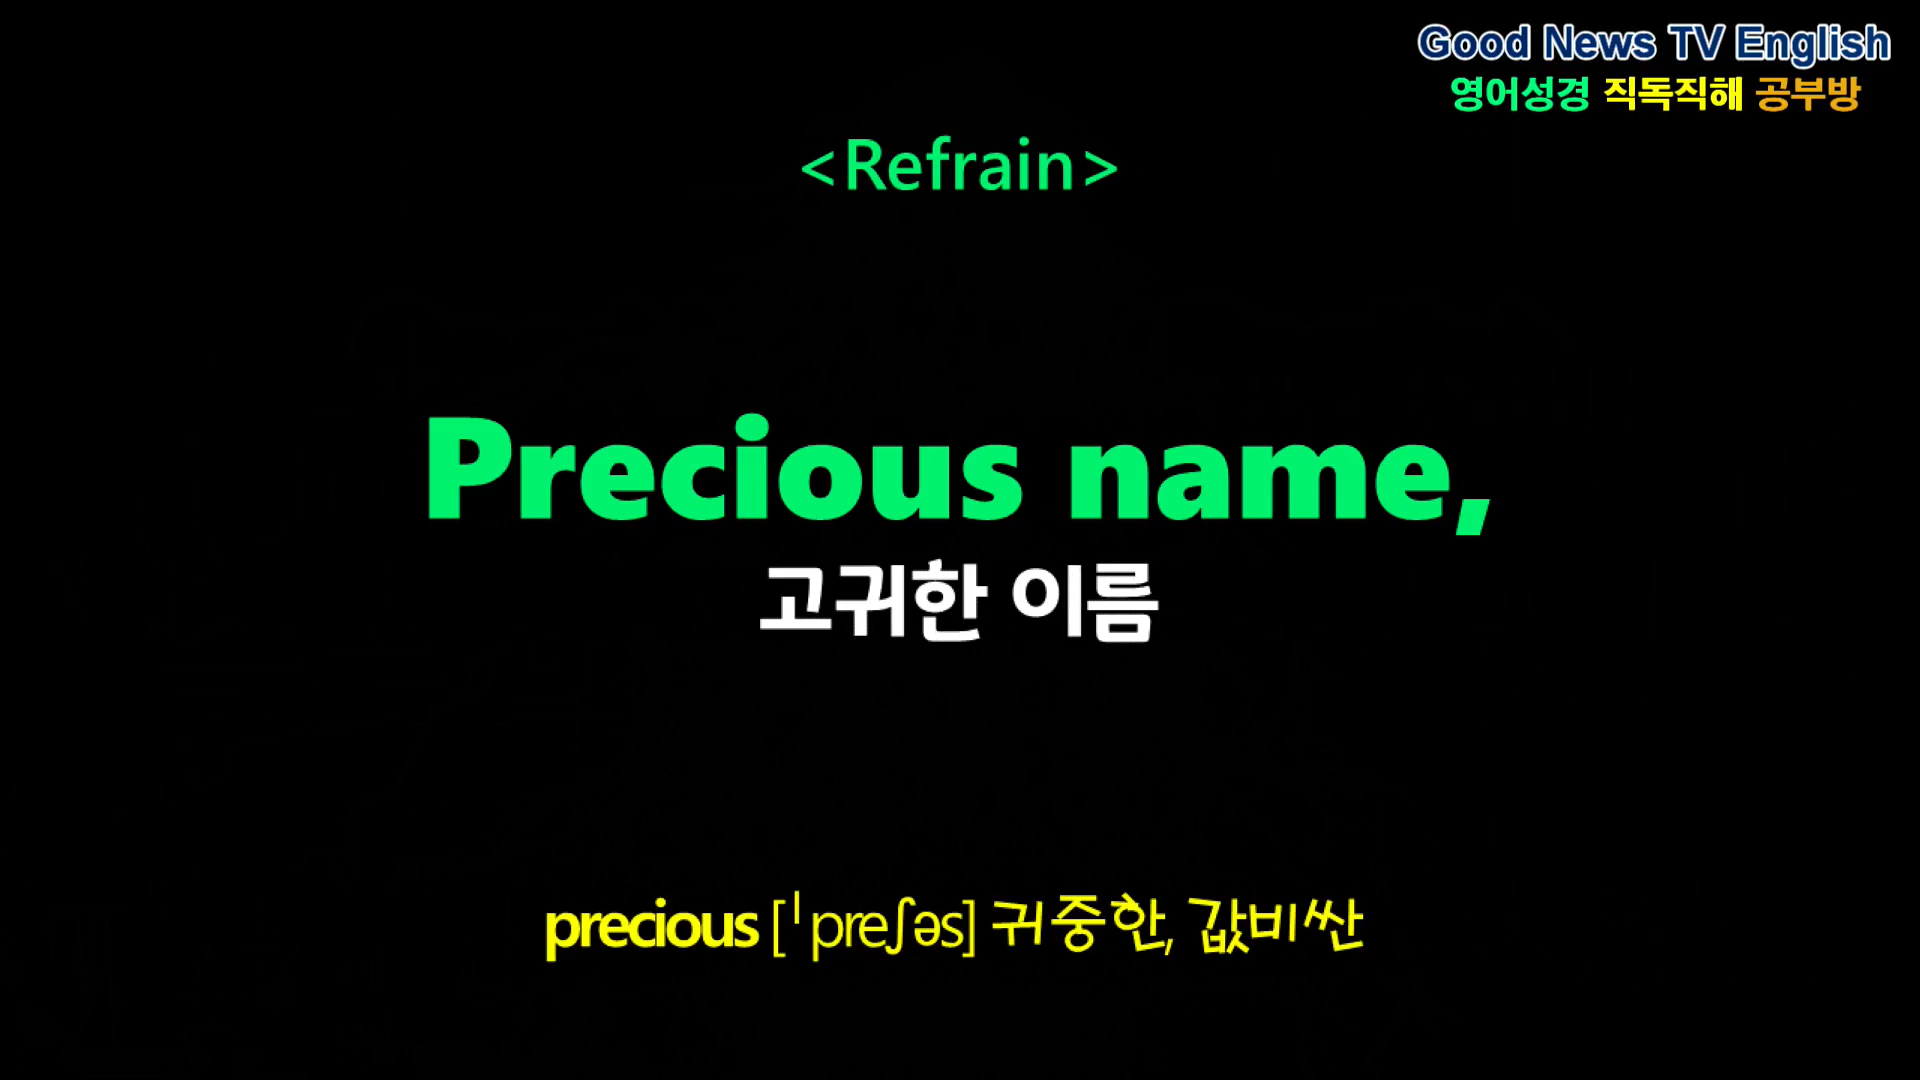 Good News TV English
영어성경 직독직해 공부방
<Refrain>
Precious name,
고귀한 이름
precious [ˈpreʃəs] 귀중한, 값비싼